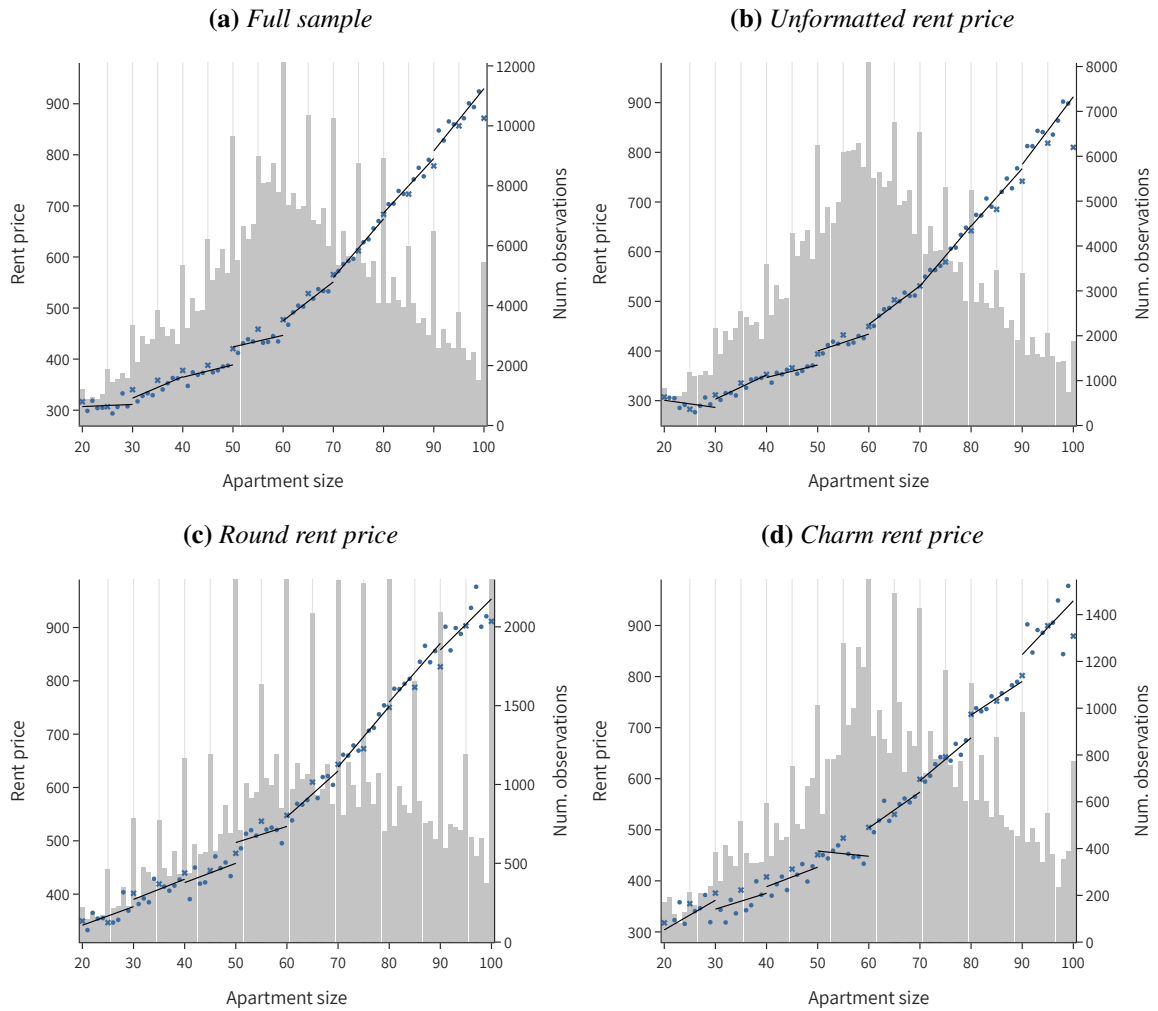 (a) Full sample
(b) Unformatted rent price
900
800
700
600
500
400
300
Rent price
12000
10000
8000
6000
4000
2000
0
Num. observations
20 30 40 50 60 70 80 90 100
Apartment size
900
800
700
600
500
400
300
Rent price
8000
7000
6000
5000
4000
3000
2000
1000
0
Num. observations
20 30 40 50 60 70 80 90 100
Apartment size
(c) Round rent price
(d) Charm rent price
900
800
700
600
500
400
Rent price
2000
1500
1000
500
0
Num. observations
20 30 40 50 60 70 80 90 100
Apartment size
900
800
700
600
500
400
300
Rent price
1400
1200
1000
800
600
400
200
0
Num. observations
20 30 40 50 60 70 80 90 100
Apartment size